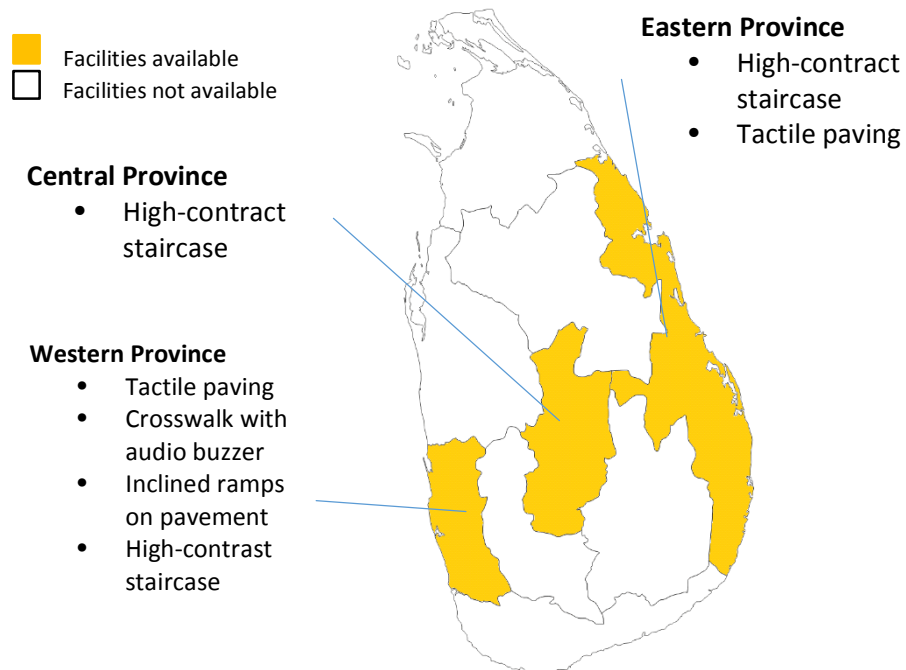 Facilities available
Facilities not available
Eastern Province
• High-contract
staircase
• Tactile paving
Central Province
• High-contract
staircase
Western Province
• Tactile paving
• Crosswalk with
audio buzzer
• Inclined ramps
on pavement
• High-contrast
staircase